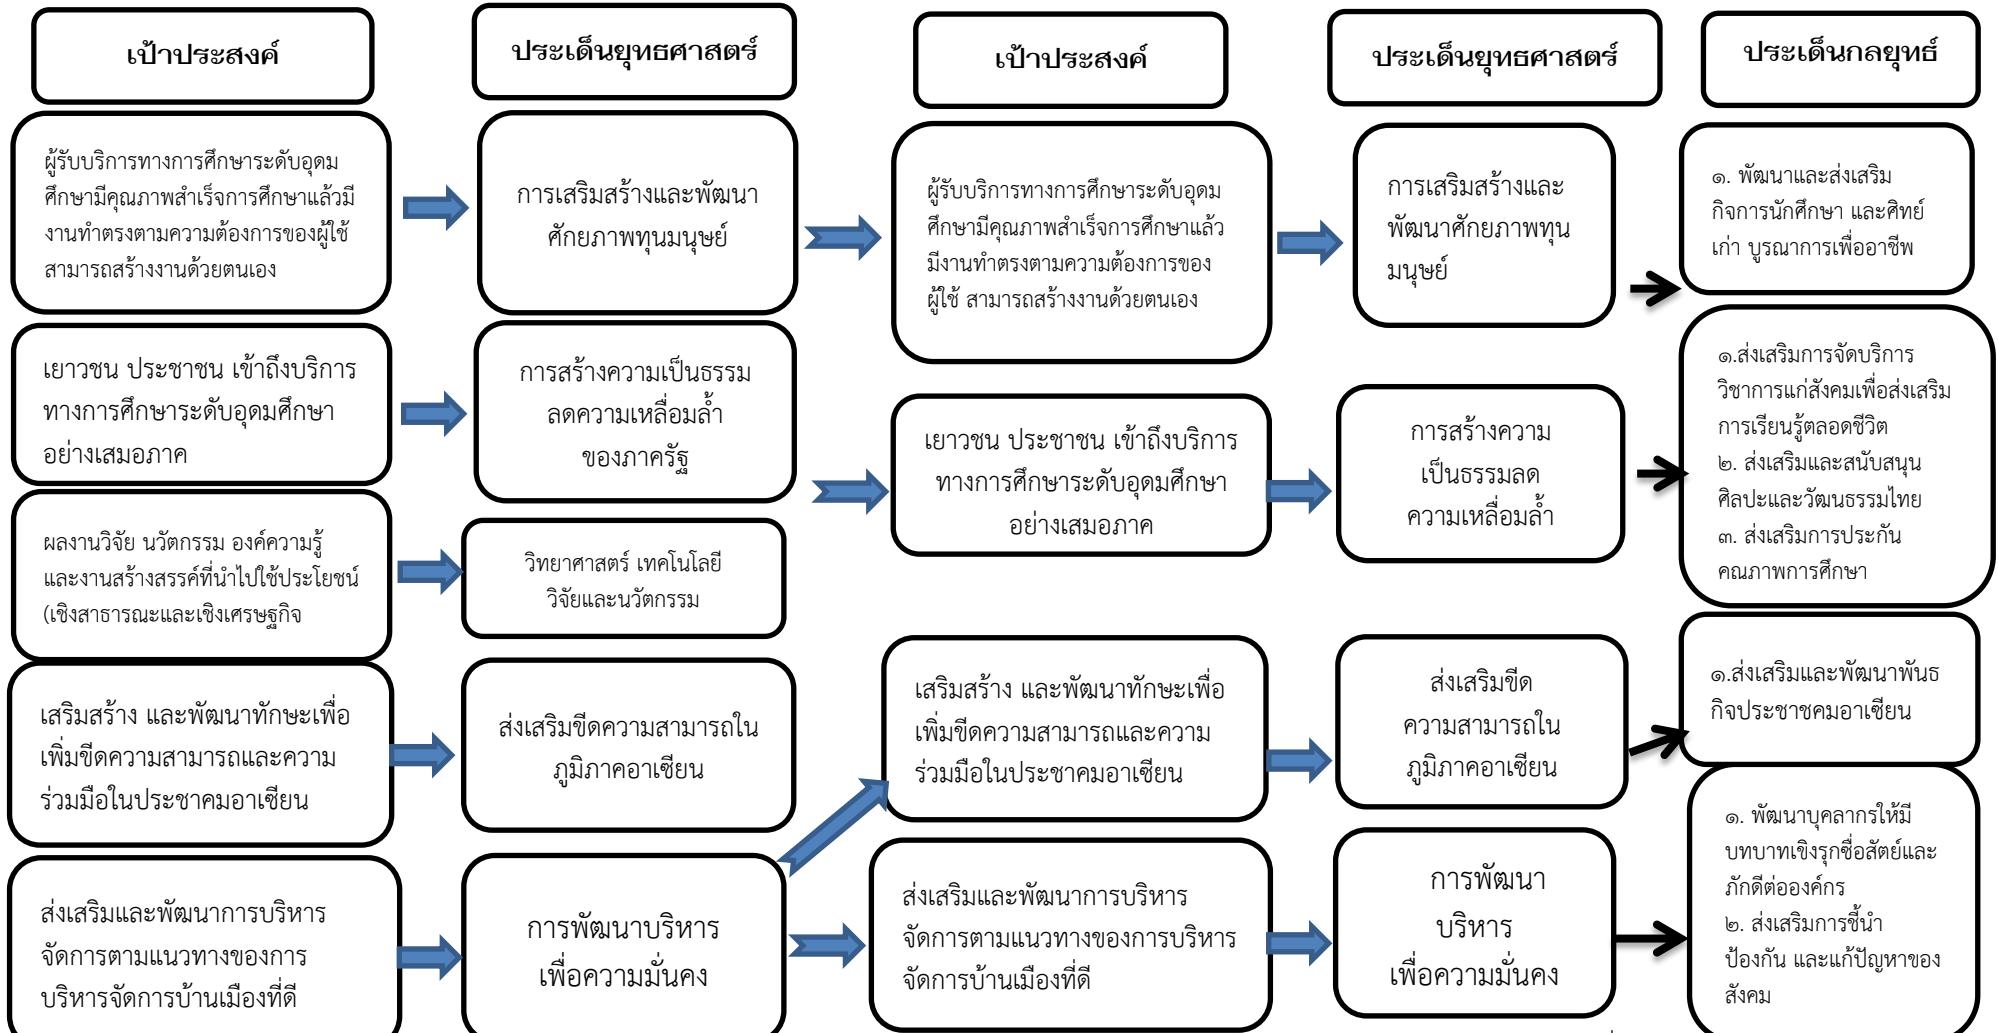 เป้าประสงค์
ประเด็นยุทธศาสตร์
เป้าประสงค์
ประเด็นยุทธศาสตร์
ประเด็นกลยุทธ์
ผู้รับบริการทางการศึกษาระดับอุดม
ศึกษามีคุณภาพสำเร็จการศึกษาแล้วมี
งานทำตรงตามความต้องการของผู้ใช้
สามารถสร้างงานด้วยตนเอง
การเสริมสร้างและพัฒนา
ศักยภาพทุนมนุษย์
ผู้รับบริการทางการศึกษาระดับอุดม
ศึกษามีคุณภาพสำเร็จการศึกษาแล้ว
มีงานทำตรงตามความต้องการของ
ผู้ใช้ สามารถสร้างงานด้วยตนเอง
การเสริมสร้างและ
พัฒนาศักยภาพทุน
มนุษย์
๑. พัฒนาและส่งเสริม
กิจการนักศึกษา และศิทย์
เก่า บูรณาการเพื่ออาชีพ
เยาวชน ประชาชน เข้าถึงบริการ
ทางการศึกษาระดับอุดมศึกษา
อย่างเสมอภาค
การสร้างความเป็นธรรม
ลดความเหลื่อมล้ำ
ของภาครัฐ
เยาวชน ประชาชน เข้าถึงบริการ
ทางการศึกษาระดับอุดมศึกษา
อย่างเสมอภาค
การสร้างความ
เป็นธรรมลด
ความเหลื่อมล้ำ
๑.ส่งเสริมการจัดบริการ
วิชาการแก่สังคมเพื่อส่งเสริม
การเรียนรู้ตลอดชีวิต
๒. ส่งเสริมและสนับสนุน
ศิลปะและวัฒนธรรมไทย
๓. ส่งเสริมการประกัน
คณภาพการศึกษา
ผลงานวิจัย นวัตกรรม องค์ความรู้
และงานสร้างสรรค์ที่นำไปใช้ประโยชน์
(เชิงสาธารณะและเชิงเศรษฐกิจ
วิทยาศาสตร์ เทคโนโลยี
วิจัยและนวัตกรรม
เสริมสร้าง และพัฒนาทักษะเพื่อ
เพิ่มขีดความสามารถและความ
ร่วมมือในประชาคมอาเซียน
ส่งเสริมขีดความสามารถใน
ภูมิภาคอาเซียน
เสริมสร้าง และพัฒนาทักษะเพื่อ
เพิ่มขีดความสามารถและความ
ร่วมมือในประชาคมอาเซียน
ส่งเสริมขีด
ความสามารถใน
ภูมิภาคอาเซียน
๑.ส่งเสริมและพัฒนาพันธ
กิจประชาชคมอาเซียน
ส่งเสริมและพัฒนาการบริหาร
จัดการตามแนวทางของการ
บริหารจัดการบ้านเมืองที่ดี
การพัฒนาบริหาร
เพื่อความมั่นคง
ส่งเสริมและพัฒนาการบริหาร
จัดการตามแนวทางของการบริหาร
จัดการบ้านเมืองที่ดี
การพัฒนา
บริหาร
เพื่อความมั่นคง
๑. พัฒนาบุคลากรให้มี
บทบาทเชิงรุกซื่อสัตย์และ
ภักดีต่อองค์กร
๒. ส่งเสริมการชี้นำ
ป้องกัน และแก้ปัญหาของ
สังคม